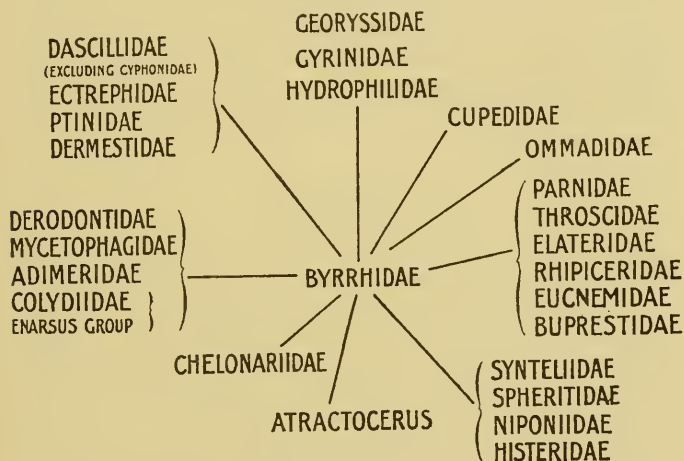 GEORYSSIDAE
GYRINIDAE
HYDROPHILIDAE
DASCILLIDAE
(EXCLUDING CYPHONIDAE)
ECTREPHIDAE
PTINIDAE
DERMESTIDAE
CUPEDIDAE
OMMADIDAE
PARNIDAE
THROSCIDAE
ELATERIDAE
RHIPICERIDAE
EUCNEMIDAE
BUPRESTIDAE
DERODONTIDAE
MYCETOPHAGIDAE
ADIMERIDAE
COLYDIIDAE
ENARSUS GROUP
BYRRHIDAE
CHELONARIIDAE
ATRACTOCERUS
SYNTELIIDAE
SPHERITIDAE
NIPONIIDAE
HISTERIDAE